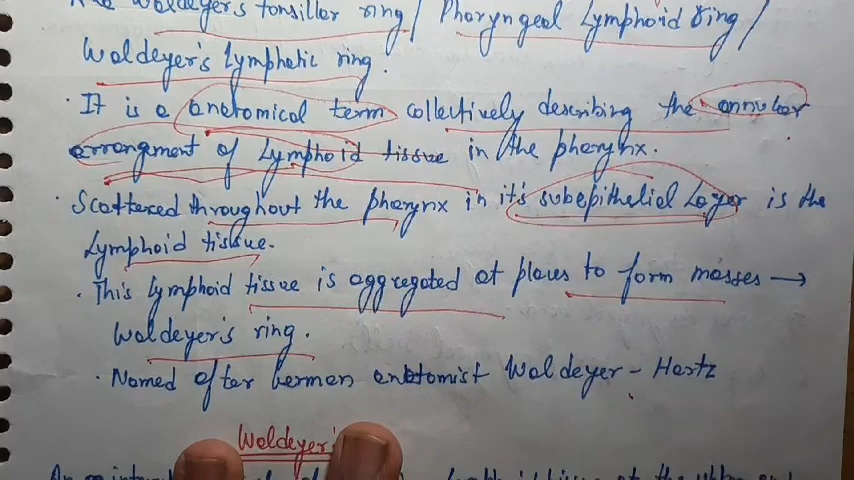 Waldeyer's tonsillar ring / Pharyngeal Lymphoid ring /
Waldeyer's lymphatic ring.
· It is a anatomical term collectively describing the annular
arrangment of Lymphoid tissue in the pharynx.
· Scattered throughout the pharynx in it's subepithelial Layer is the
Lymphoid tissue.
· This lymphoid tissue is aggregated at places to form masses →
Waldeyer's ring.
· Named after German anatomist Waldeyer - Hartz
Waldeyer's